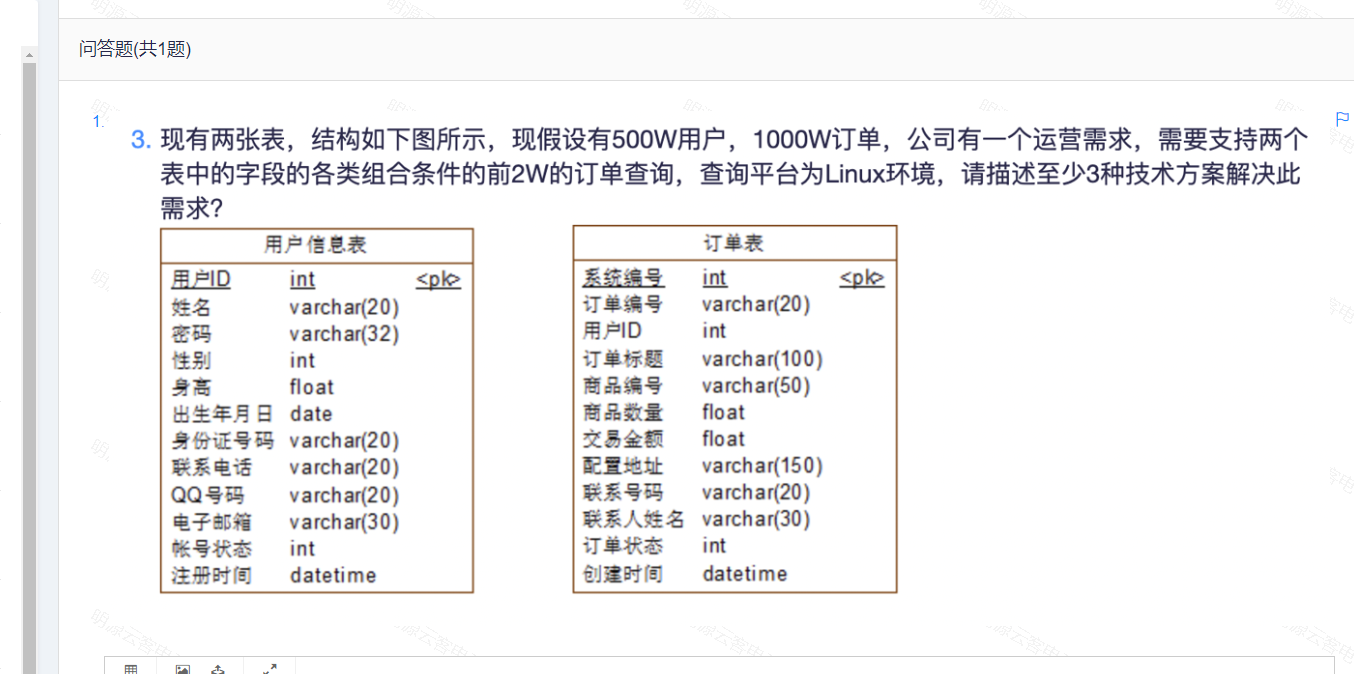 问答题(共1题)
1.
3. 现有两张表，结构如下图所示，现假设有500W用户，1000W订单，公司有一个运营需求，需要支持两个
表中的字段的各类组合条件的前2W的订单查询，查询平台为Linux环境，请描述至少3种技术方案解决此
需求？
用户信息表
用户ID int <pk>
姓名 varchar(20)
密码 varchar(32)
性别 int
身高 float
出生年月日 date
身份证号码 varchar(20)
联系电话 varchar(20)
QQ号码 varchar(20)
电子邮箱 varchar(30)
帐号状态 int
注册时间 datetime
订单表
系统编号 int <pk>
订单编号 varchar(20)
用户ID int
订单标题 varchar(100)
商品编号 varchar(50)
商品数量 float
交易金额 float
配置地址 varchar(150)
联系号码 varchar(20)
联系人姓名 varchar(30)
订单状态 int
创建时间 datetime